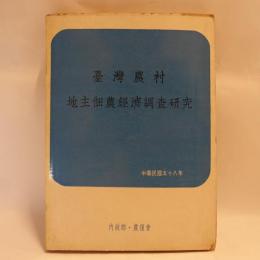 臺灣農村
地主佃農經濟調查研究
中華民國五十八年
內政部・農復會